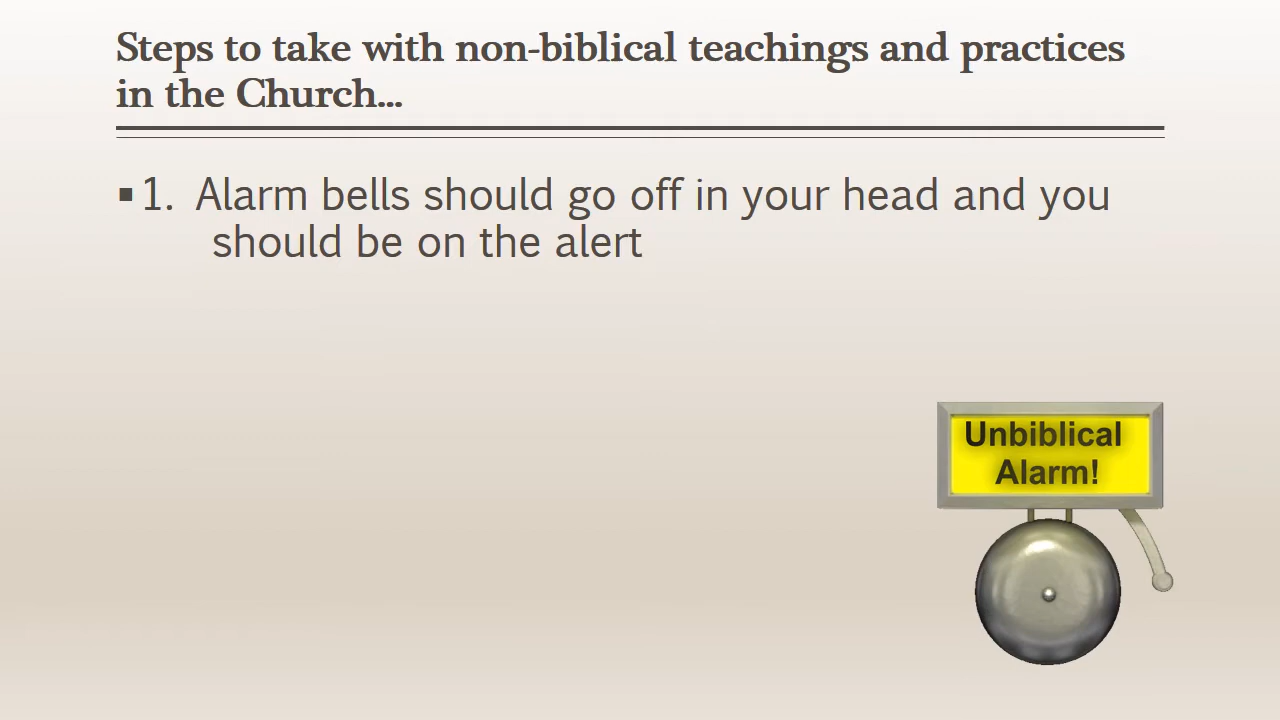 Steps to take with non-biblical teachings and practices
in the Church...
▪ 1. Alarm bells should go off in your head and you
should be on the alert
Unbiblical
Alarm!